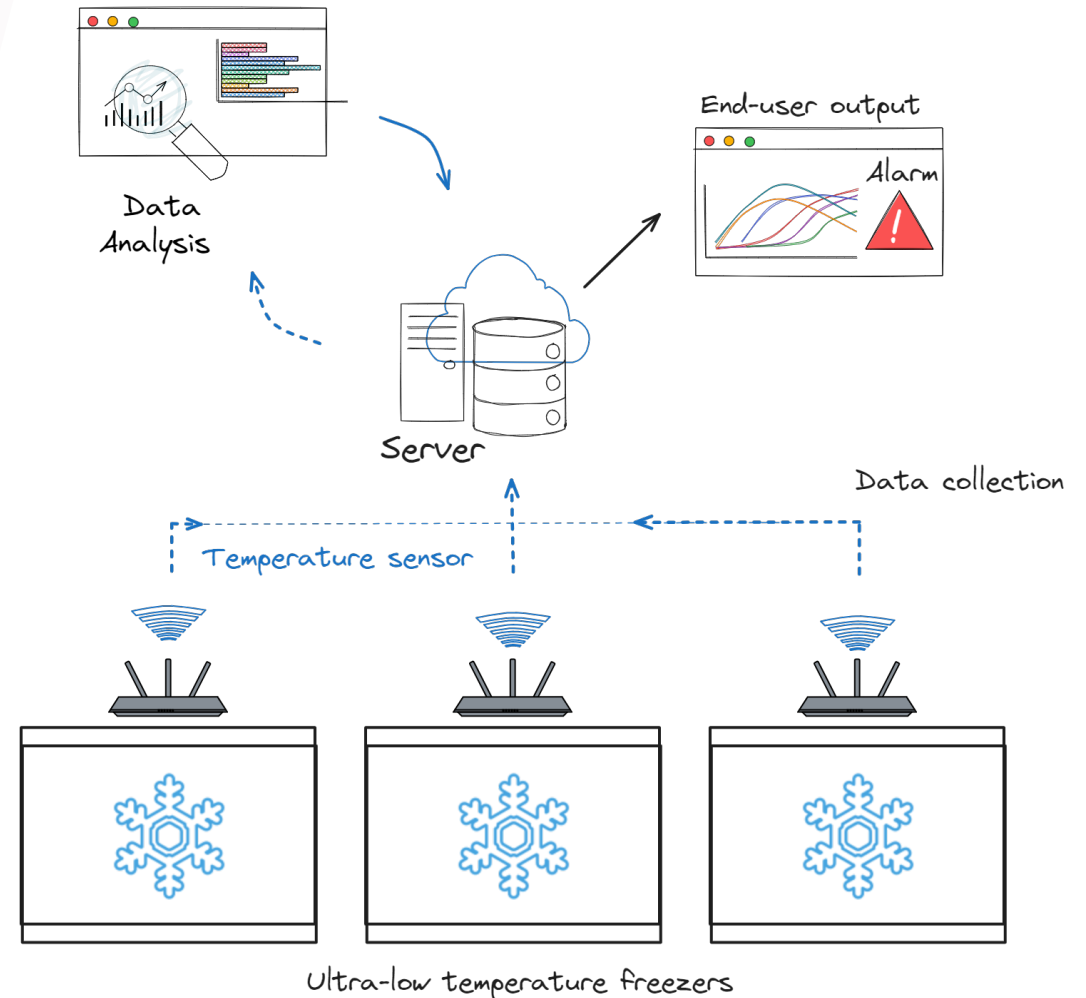 End-user output
Alarm
Data
Analysis
Server
Data collection
Temperature sensor
Ultra-low temperature freezers